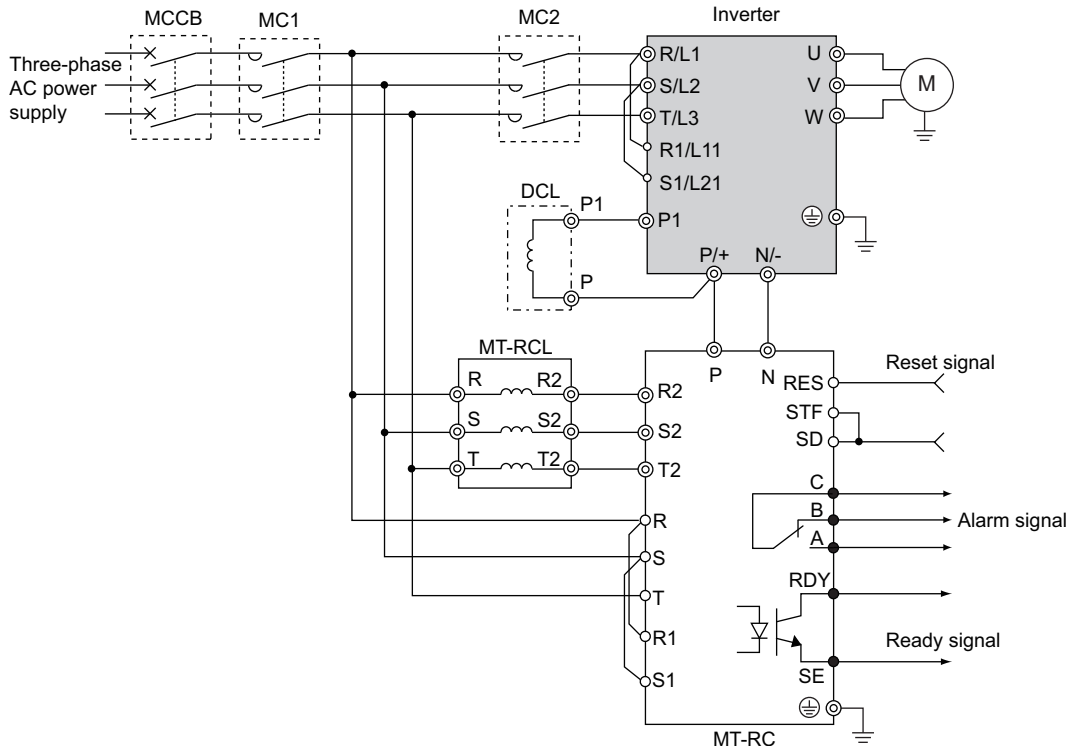 MCCB
MC1
MC2
Inverter
Three-phase
AC power
supply
R/L1
S/L2
T/L3
R1/L11
S1/L21
P1
P/+
N/-
U
V
W
M
DCL
P1
P
MT-RCL
R
R2
S
S2
T
T2
P
N
R2
S2
T2
R
S
T
R1
S1
RES
STF
SD
C
B
A
RDY
SE
Reset signal
Alarm signal
Ready signal
MT-RC